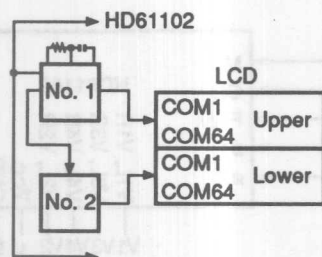 HD61102
LCD
No. 1
COM1
Upper
COM64
COM1
Lower
COM64
No. 2